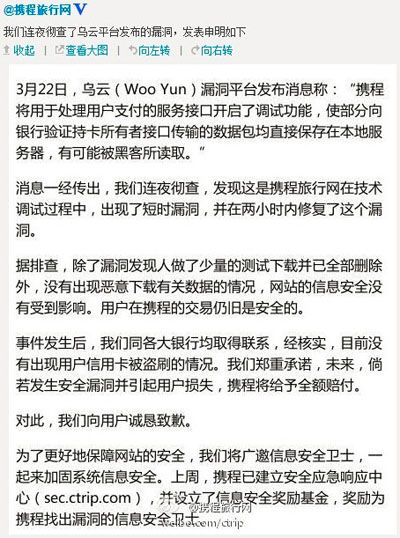 @携程旅行网
我们连夜彻查了乌云平台发布的漏洞，发表申明如下
收起 | 查看大图 向左转 向右转
3月22日，乌云（Woo Yun）漏洞平台发布消息称：“携程
将用于处理用户支付的服务接口开启了调试功能，使部分向
银行验证持卡所有者接口传输的数据包均直接保存在本地服
务器，有可能被黑客所读取。”
消息一经传出，我们连夜彻查，发现这是携程旅行网在技术
调试过程中，出现了短时漏洞，并在两小时内修复了这个漏
洞。
据排查，除了漏洞发现人做了少量的测试下载并已全部删除
外，没有出现恶意下载有关数据的情况，网站的信息安全没
有受到影响。用户在携程的交易仍旧是安全的。
事件发生后，我们同各大银行均取得联系，经核实，目前没
有出现用户信用卡被盗刷的情况。我们郑重承诺，未来，倘
若发生安全漏洞并引起用户损失，携程将给予全额赔付。
对此，我们向用户诚恳致歉。
为了更好地保障网站的安全，我们将广邀信息安全卫士，一
起来加固系统信息安全。上周，携程已建立安全应急响应中
心（sec.ctrip.com），并设立了信息安全奖励基金，奖励为
携程找出漏洞的信息安全卫士
@携程旅行网
weibo.com/ctrip